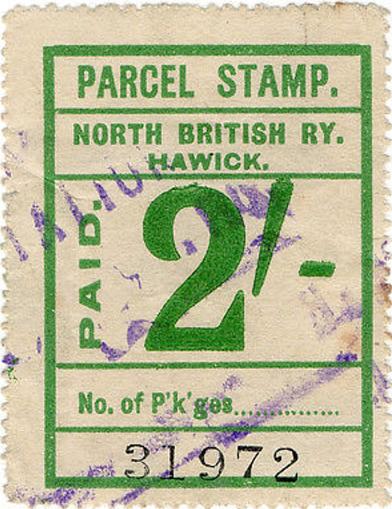 PARCEL STAMP.
NORTH BRITISH RY.
HAWICK.
PAID.
2/-
No. of P'k'ges...............
31972